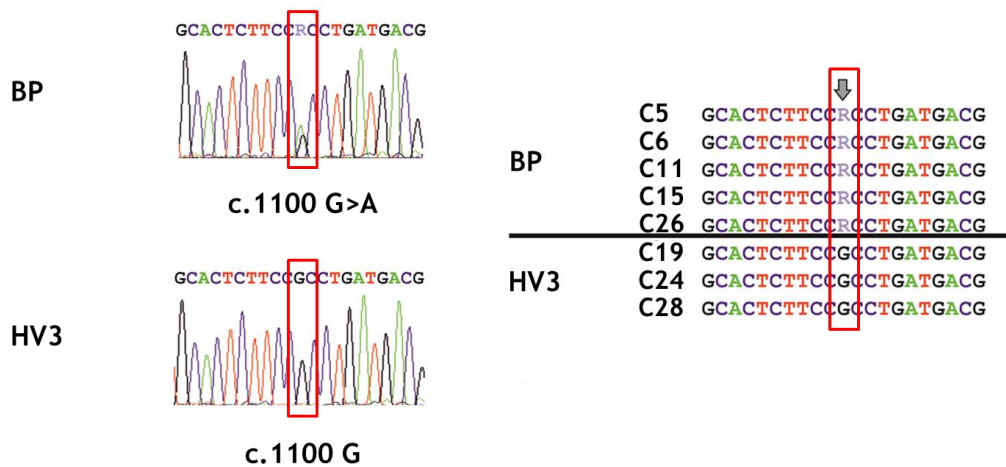 GCACTCTTCCRCCTGATGACG
BP
c.1100 G>A
GCACTCTTCCGCCTGATGACG
HV3
c.1100 G
BP
C5 GCACTCTTCCRCCTGATGACG
C6 GCACTCTTCCRCCTGATGACG
C11 GCACTCTTCCRCCTGATGACG
C15 GCACTCTTCCRCCTGATGACG
C26 GCACTCTTCCRCCTGATGACG
HV3
C19 GCACTCTTCCGCCTGATGACG
C24 GCACTCTTCCGCCTGATGACG
C28 GCACTCTTCCGCCTGATGACG